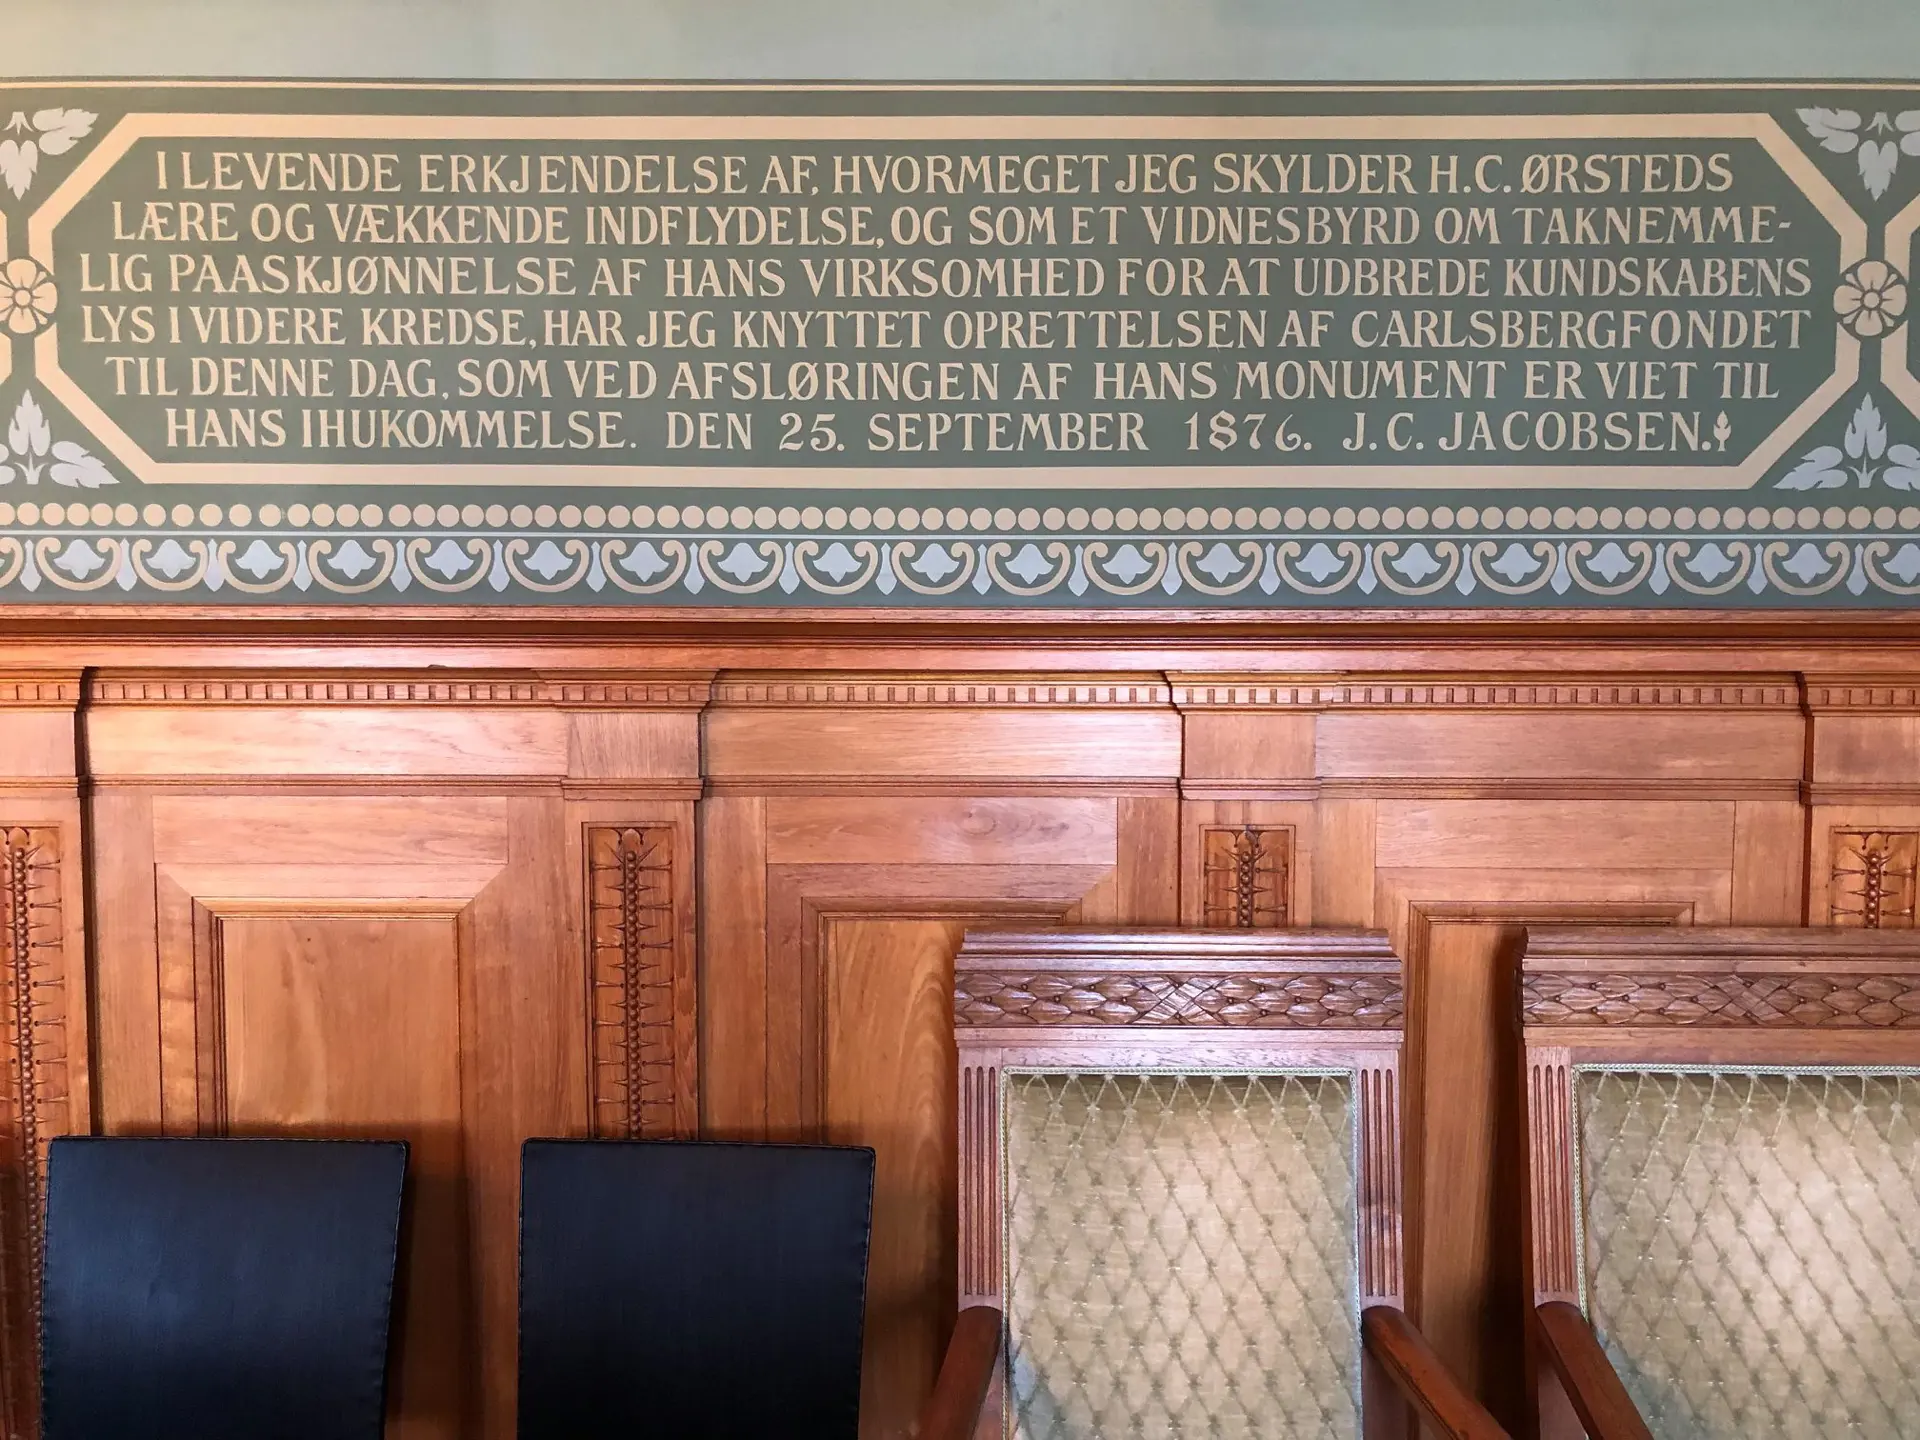 I LEVENDE ERKJENDELSE AF, HVORMEGET JEG SKYLDER H.C. ØRSTEDS
LÆRE OG VÆKKENDE INDFLYDELSE, OG SOM ET VIDNESBYRD OM TAKNEMME-
LIG PAASKJØNNELSE AF HANS VIRKSOMHED FOR AT UDBREDE KUNDSKABENS
LYS I VIDERE KREDSE, HAR JEG KNYTTET OPRETTELSEN AF CARLSBERGFONDET
TIL DENNE DAG, SOM VED AFSLØRINGEN AF HANS MONUMENT ER VIET TIL
HANS IHUKOMMELSE. DEN 25. SEPTEMBER 1876. J.C. JACOBSEN.